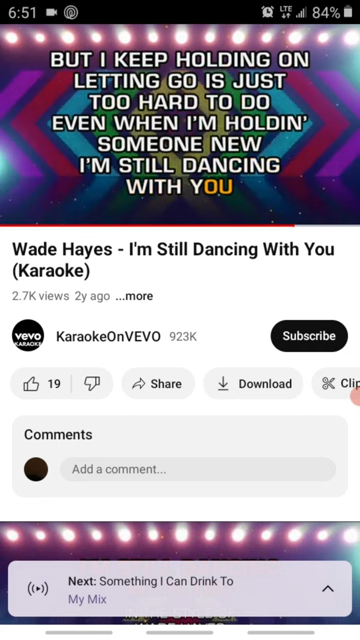 6:51
LTE
84%
BUT I KEEP HOLDING ON
LETTING GO IS JUST
TOO HARD TO DO
EVEN WHEN I'M HOLDIN'
SOMEONE NEW
I'M STILL DANCING
WITH YOU
Wade Hayes - I'm Still Dancing With You
(Karaoke)
2.7K views 2y ago ...more
vevo
KARAOKE
KaraokeOnVEVO 923K
Subscribe
19
Share
Download
Clip
Comments
Add a comment...
Next: Something I Can Drink To
My Mix